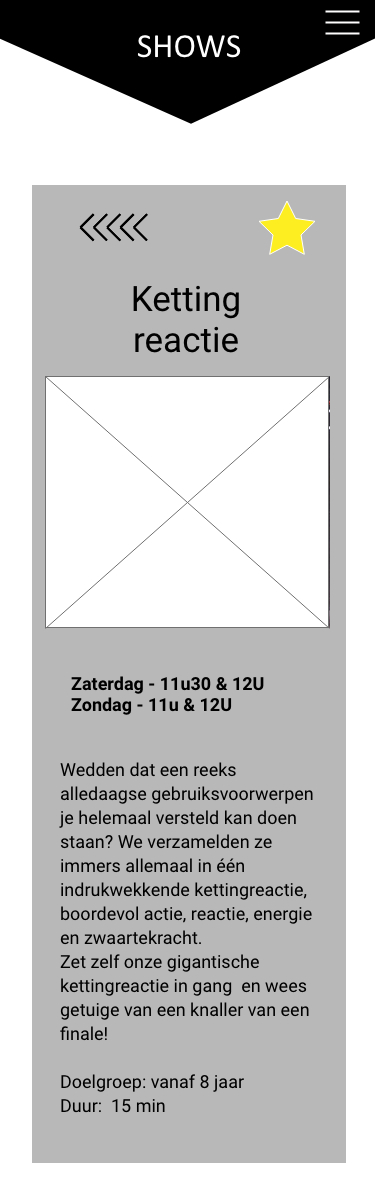 SHOWS
Ketting
reactie
Zaterdag - 11u30 & 12U
Zondag - 11u & 12U
Wedden dat een reeks
alledaagse gebruiksvoorwerpen
je helemaal versteld kan doen
staan? We verzamelden ze
immers allemaal in één
indrukwekkende kettingreactie,
boordevol actie, reactie, energie
en zwaartekracht.
Zet zelf onze gigantische
kettingreactie in gang  en wees
getuige van een knaller van een
finale!
Doelgroep: vanaf 8 jaar
Duur:  15 min